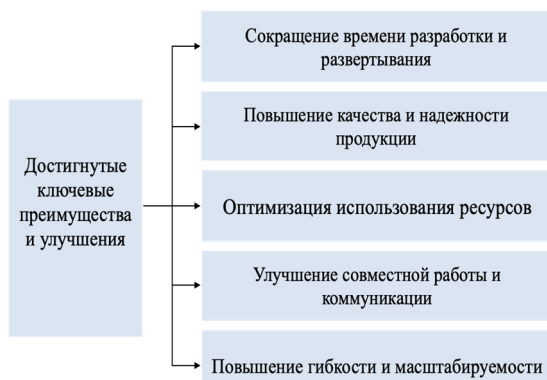 Достигнутые
ключевые
преимущества
и улучшения
Сокращение времени разработки и
развертывания
Повышение качества и надежности
продукции
Оптимизация использования ресурсов
Улучшение совместной работы и
коммуникации
Повышение гибкости и масштабируемости